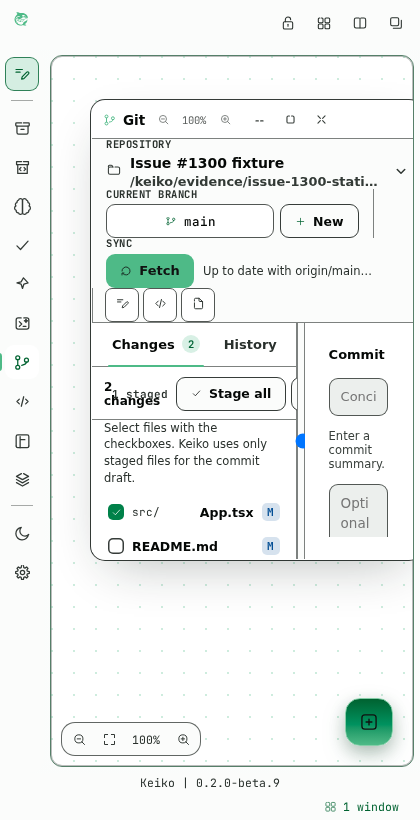 Git
100%
REPOSITORY
Issue #1300 fixture
/keiko/evidence/issue-1300-stati…
CURRENT BRANCH
main
New
SYNC
Fetch
Up to date with origin/main…
Changes 2
History
2 changes
1 staged
Stage all
Select files with the
checkboxes. Keiko uses only
staged files for the commit
draft.
src/ App.tsx M
README.md M
Commit
Conci
Enter a
commit
summary.
Opti
onal
100%
Keiko | 0.2.0-beta.9
1 window